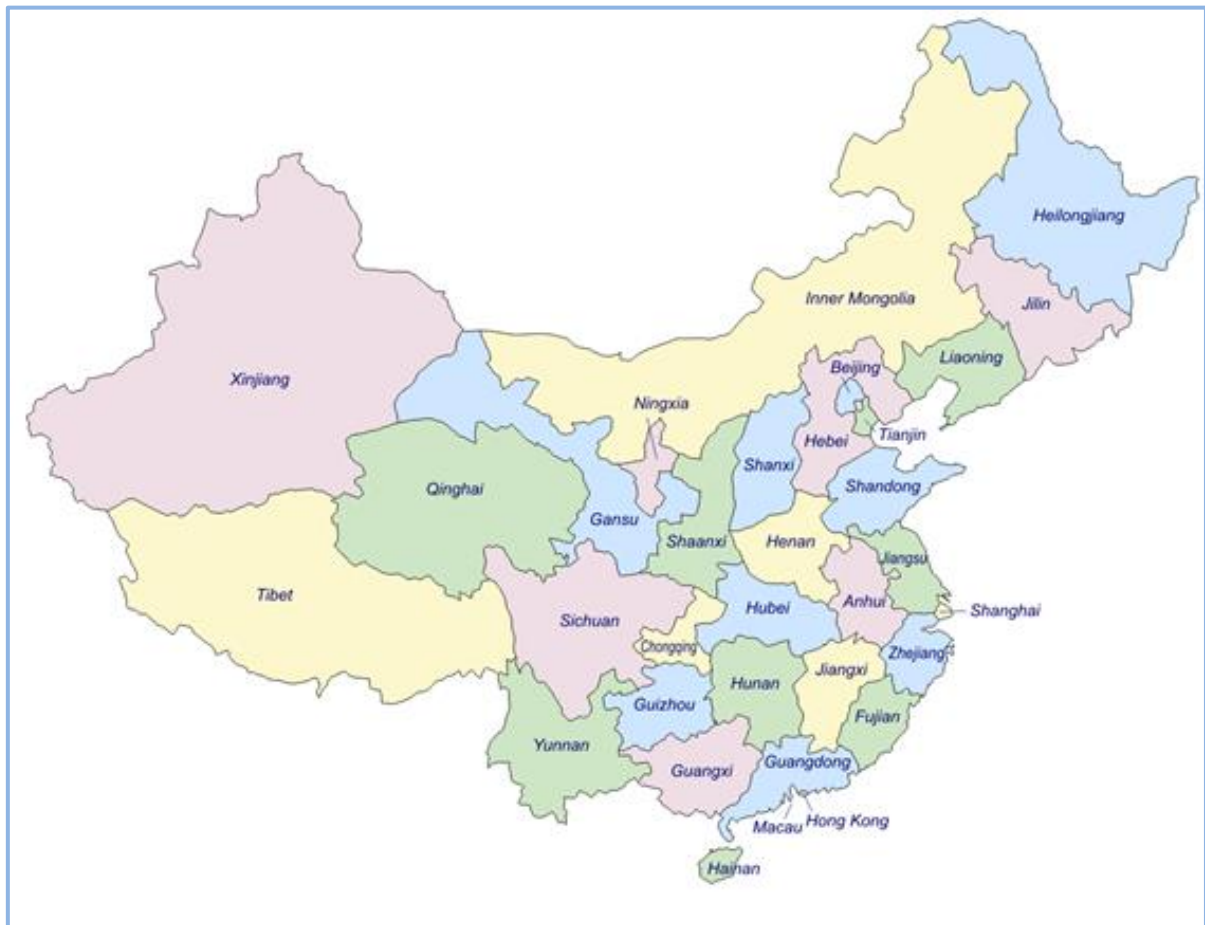 Heilongjiang
Inner Mongolia
Jilin
Liaoning
Beijing
Xinjiang
Ningxia
Tianjin
Hebei
Shanxi
Qinghai
Shandong
Gansu
Shaanxi
Henan
Jiangsu
Tibet
Anhui
Hubei
Shanghai
Sichuan
Chongqing
Zhejiang
Jiangxi
Hunan
Guizhou
Fujian
Yunnan
Guangxi
Guangdong
Hong Kong
Macau
Hainan